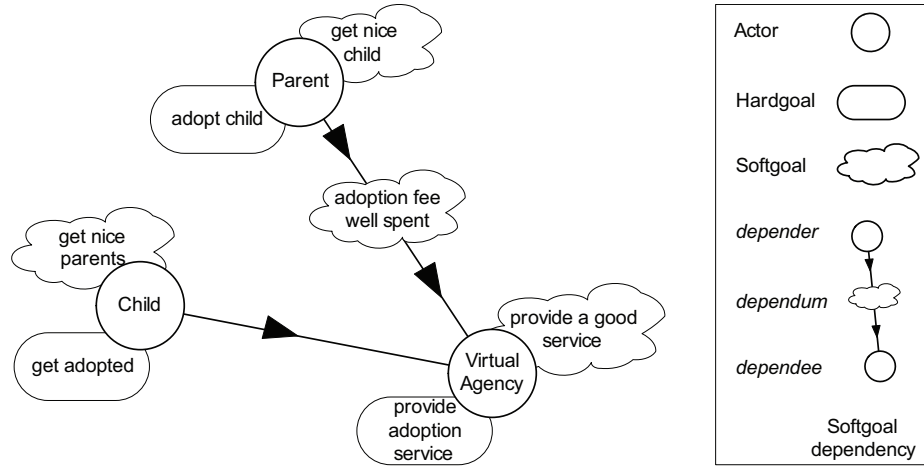 get nice
child
Parent
adopt child
adoption fee
well spent
get nice
parents
Child
get adopted
provide a good
service
Virtual
Agency
provide
adoption
service
Actor
Hardgoal
Softgoal
depender
dependum
dependee
Softgoal
dependency